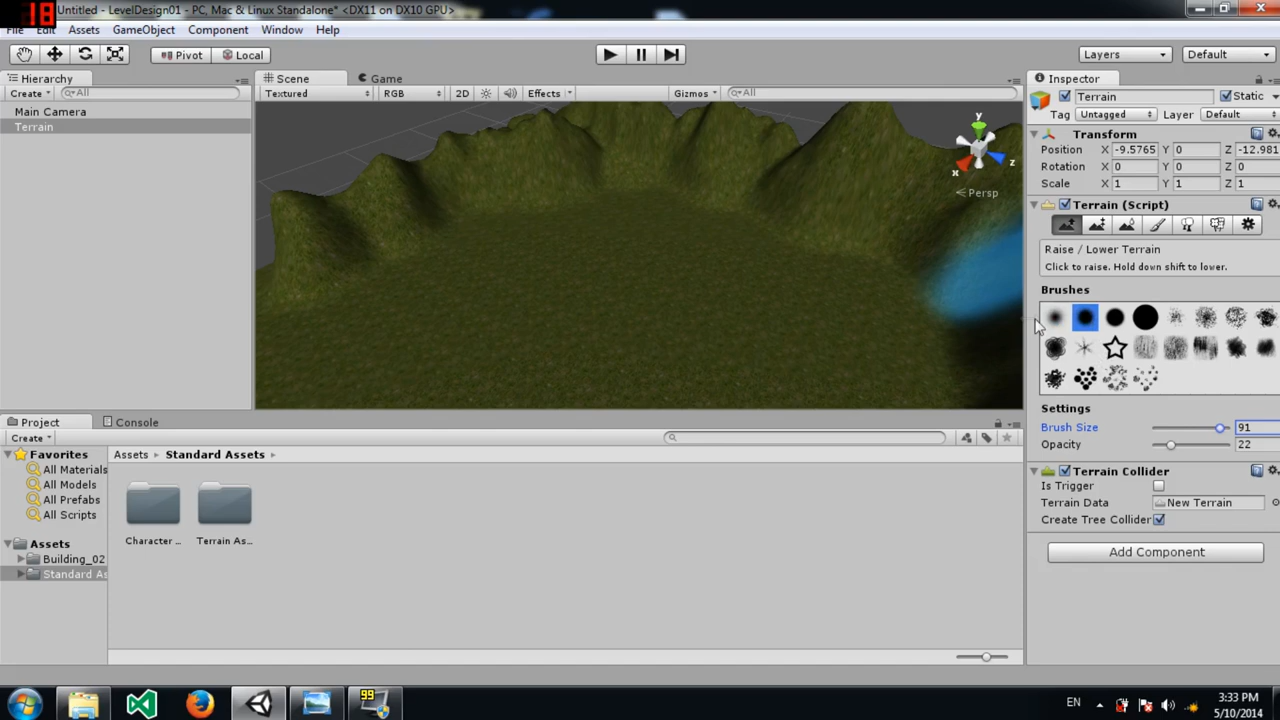 18
Untitled - LevelDesign01 - PC, Mac & Linux Standalone* <DX11 on DX10 GPU>
File Edit Assets GameObject Component Window Help
Pivot Local Layers Default
Hierarchy
Create All
Main Camera
Terrain
Scene Game
Textured RGB 2D Effects Gizmos All
y
x
z
Persp
Inspector
Terrain Static
Tag Untagged Layer Default
Transform
Position X -9.5765 Y 0 Z -12.981
Rotation X 0 Y 0 Z 0
Scale X 1 Y 1 Z 1
Terrain (Script)
Raise / Lower Terrain
Click to raise. Hold down shift to lower.
Brushes
Settings
Brush Size 91
Opacity 22
Terrain Collider
Is Trigger
Terrain Data New Terrain
Create Tree Collider
Add Component
Project Console
Create
Favorites
All Materials
All Models
All Prefabs
All Scripts
Assets
Building_02
Standard As
Assets Standard Assets
Character ... Terrain As...
99
EN
3:33 PM
5/10/2014